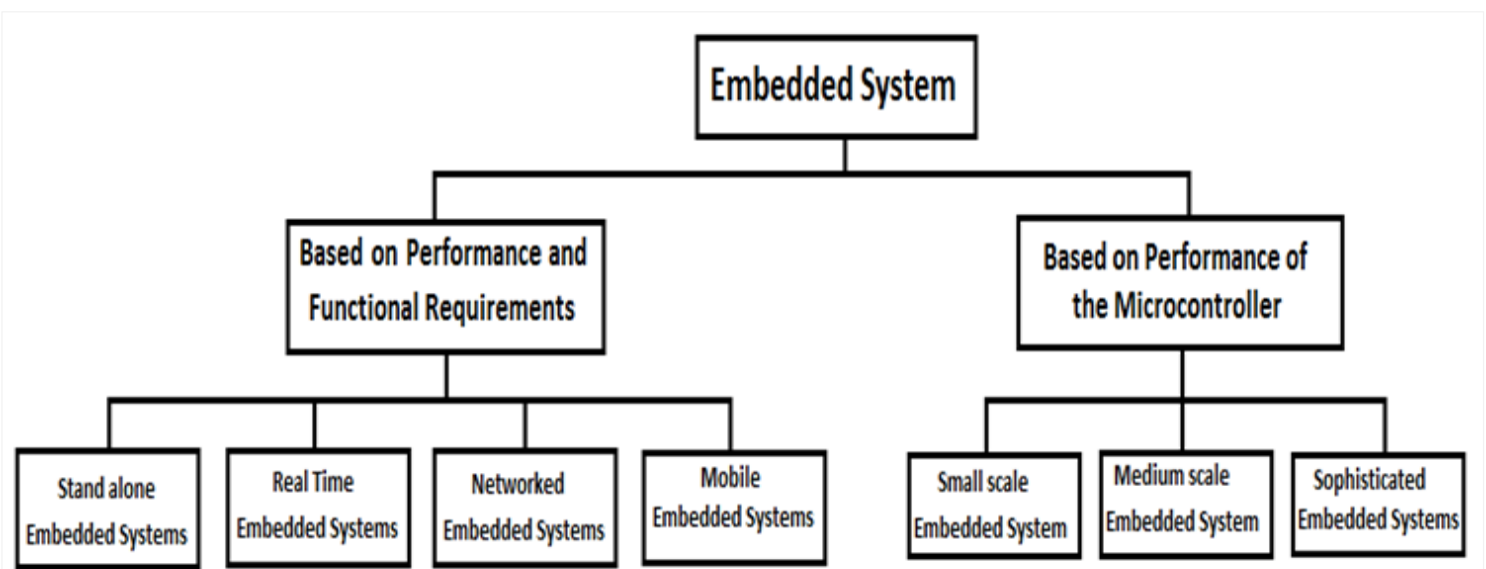 Embedded System
Based on Performance and
Functional Requirements
Based on Performance of
the Microcontroller
Stand alone
Embedded Systems
Real Time
Embedded Systems
Networked
Embedded Systems
Mobile
Embedded Systems
Small scale
Embedded System
Medium scale
Embedded System
Sophisticated
Embedded Systems